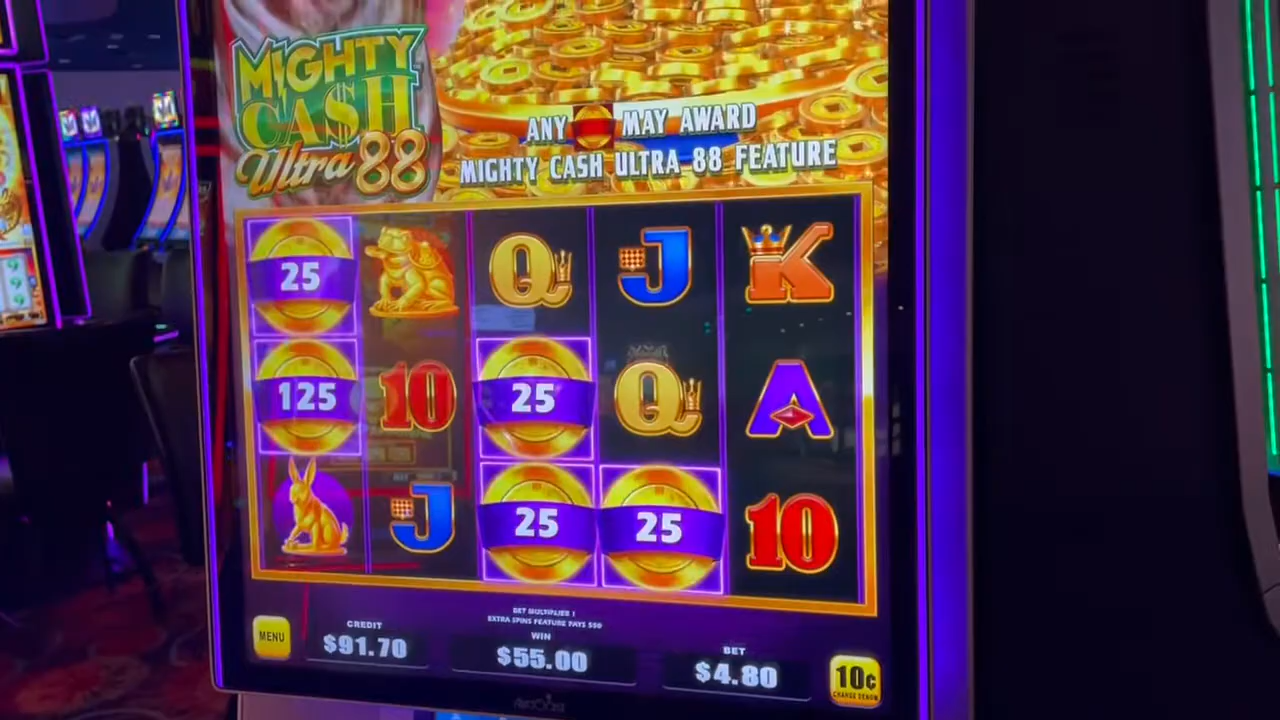 MIGHTY
CA$H
Ultra 88
ANY MAY AWARD
MIGHTY CASH ULTRA 88 FEATURE
25 Q J K
125 10 25 Q A
J 25 25 10
BET MULTIPLIER 1
EXTRA SPINS FEATURE PAYS $50
MENU
CREDIT
$91.70
WIN
$55.00
BET
$4.80
10¢
CHANGE DENOM